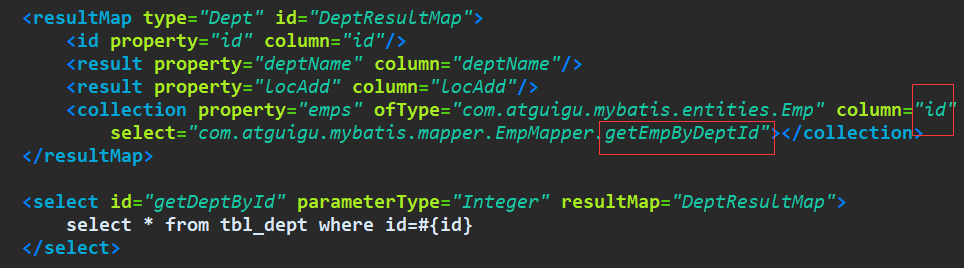 <resultMap type="Dept" id="DeptResultMap">
<id property="id" column="id"/>
<result property="deptName" column="deptName"/>
<result property="locAdd" column="locAdd"/>
<collection property="emps" ofType="com.atguigu.mybatis.entities.Emp" column="id"
select="com.atguigu.mybatis.mapper.EmpMapper.getEmpByDeptId"></collection>
</resultMap>
<select id="getDeptById" parameterType="Integer" resultMap="DeptResultMap">
select * from tbl_dept where id=#{id}
</select>